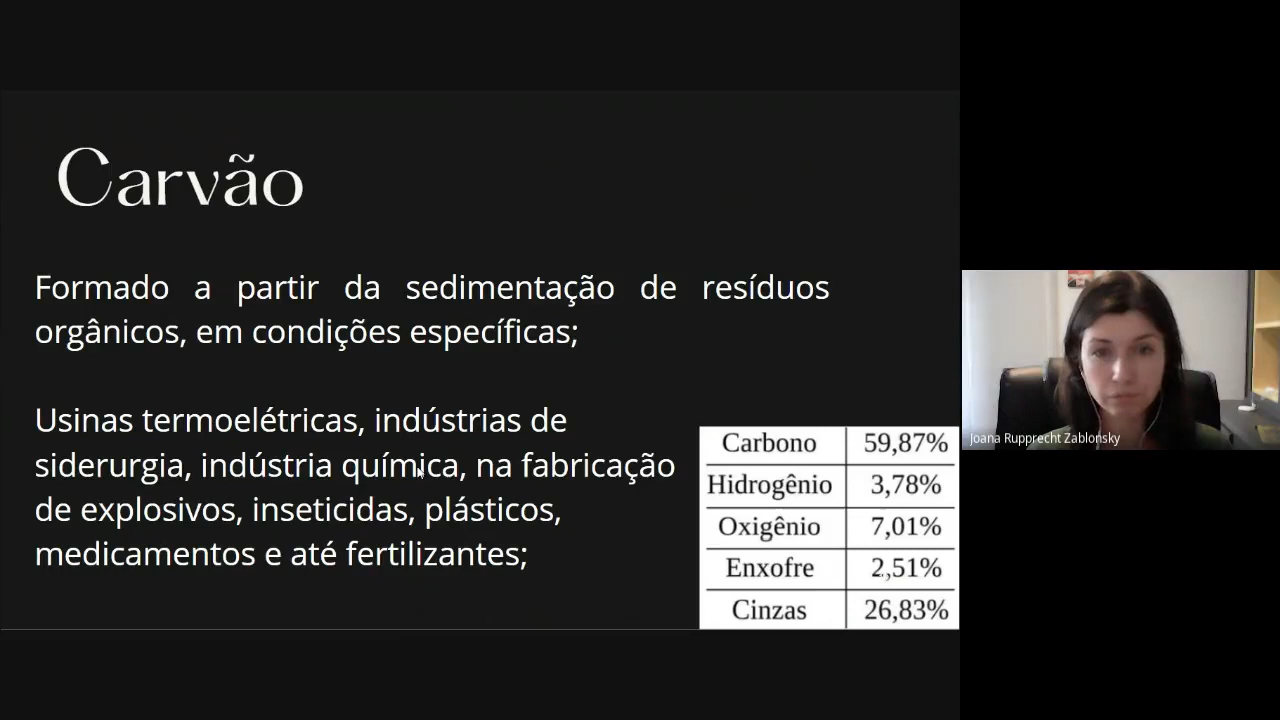 Carvão
Formado a partir da sedimentação de resíduos
orgânicos, em condições específicas;
Usinas termoelétricas, indústrias de
siderurgia, indústria química, na fabricação
de explosivos, inseticidas, plásticos,
medicamentos e até fertilizantes;
Carbono 59,87%
Hidrogênio 3,78%
Oxigênio 7,01%
Enxofre 2,51%
Cinzas 26,83%
Joana Rupprecht Zablonsky